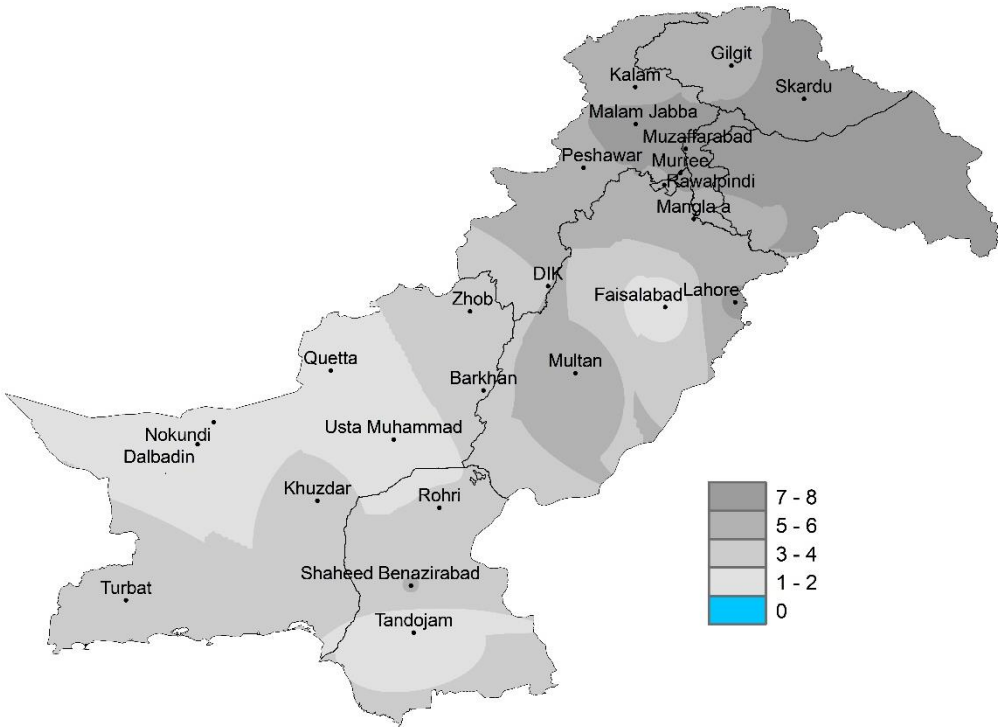 Gilgit
Kalam
Skardu
Malam Jabba
Muzaffarabad
Peshawar
Murree
Rawalpindi
Mangla a
DIK
Zhob
Faisalabad
Lahore
Quetta
Multan
Barkhan
Usta Muhammad
Nokundi
Dalbadin
Khuzdar
Rohri
Shaheed Benazirabad
Turbat
Tandojam
7 - 8
5 - 6
3 - 4
1 - 2
0